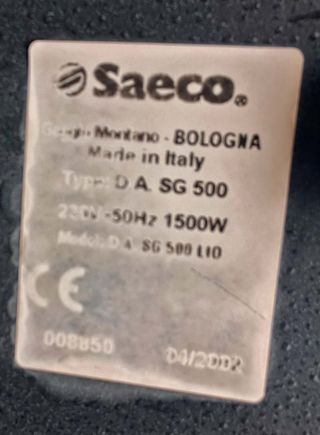 Saeco®
Gaggio Montano - BOLOGNA
Made in Italy
Type: D.A. SG 500
230V -50Hz 1500W
Model: D.A. SG 500 LIO
CE
008850
04/2002